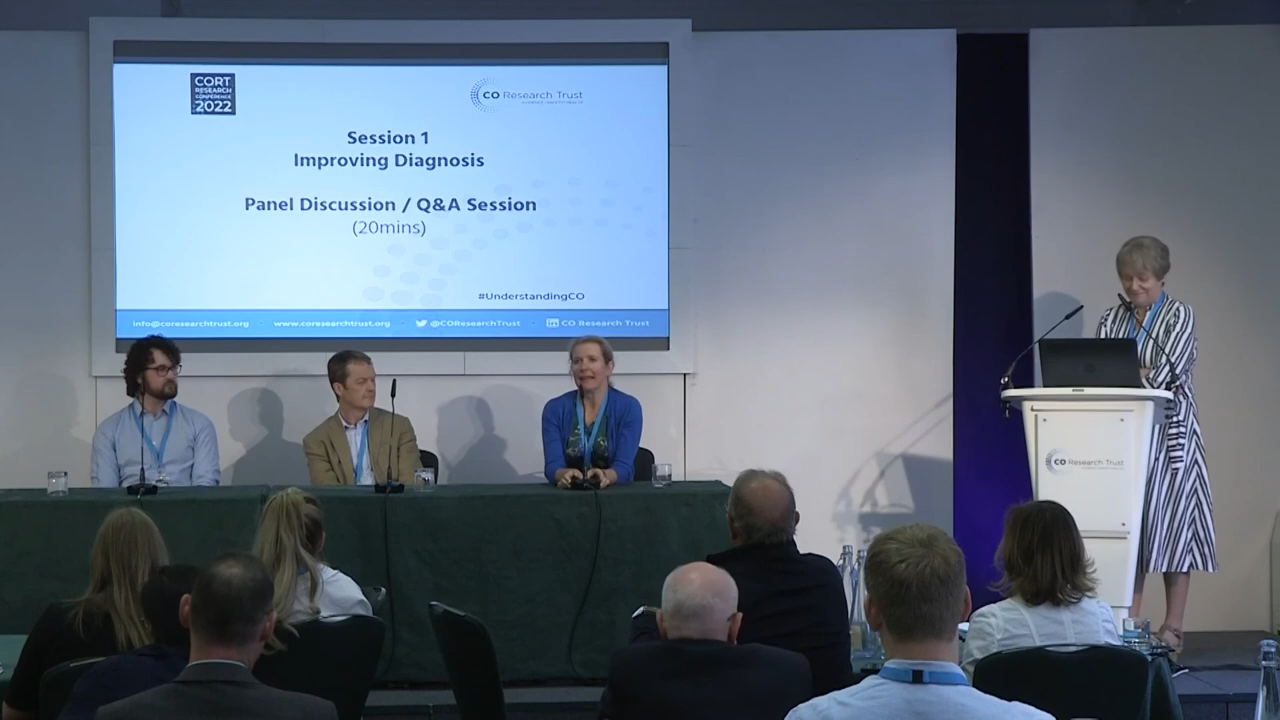 CORT
RESEARCH
CONFERENCE
2022
CO Research Trust
Session 1
Improving Diagnosis
Panel Discussion / Q&A Session
(20mins)
#UnderstandingCO
info@coresearchtrust.org
www.coresearchtrust.org
@COResearchTrust
in CO Research Trust
CO Research Trust